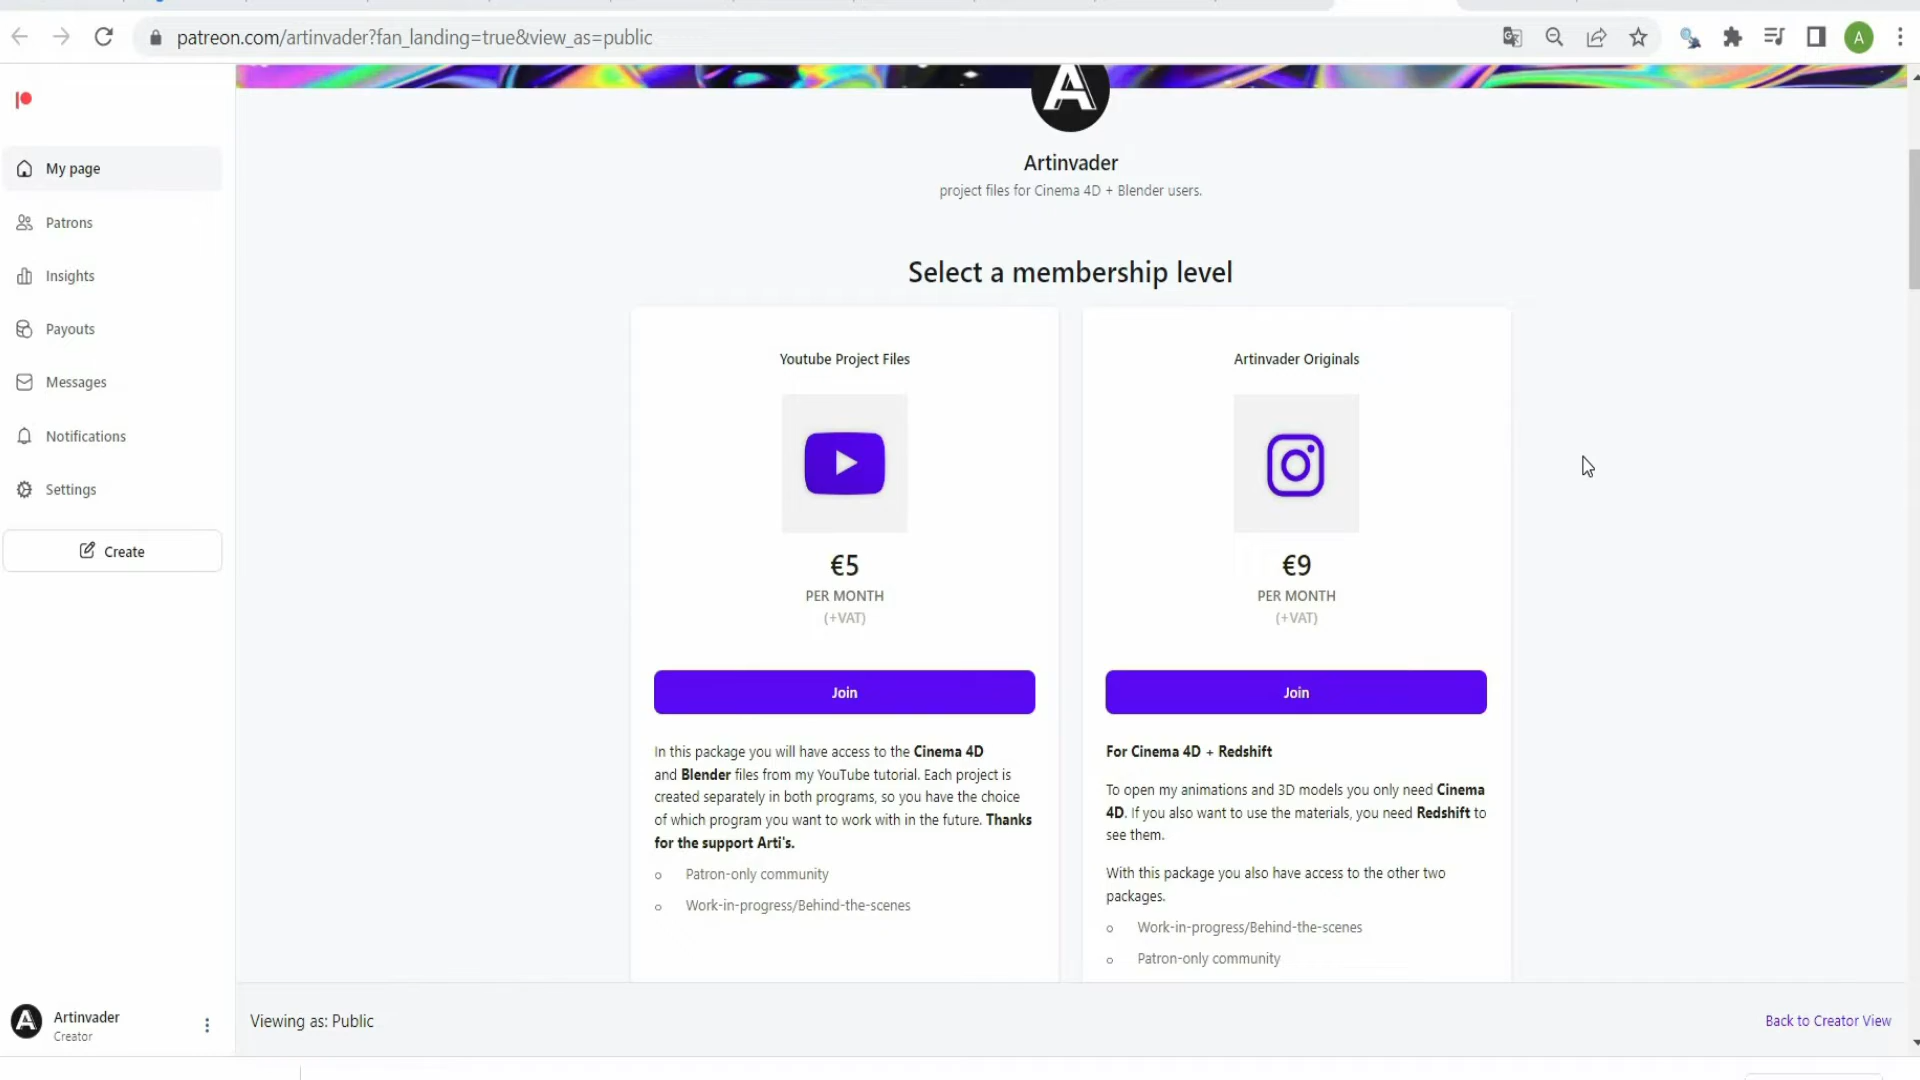 patreon.com/artinvader?fan_landing=true&view_as=public
A
My page
Patrons
Insights
Payouts
Messages
Notifications
Settings
Create
Artinvader
Creator
A
Artinvader
project files for Cinema 4D + Blender users.
Select a membership level
Youtube Project Files
€5
PER MONTH
(+VAT)
Join
In this package you will have access to the Cinema 4D
and Blender files from my YouTube tutorial. Each project is
created separately in both programs, so you have the choice
of which program you want to work with in the future. Thanks
for the support Arti's.
Patron-only community
Work-in-progress/Behind-the-scenes
Artinvader Originals
€9
PER MONTH
(+VAT)
Join
For Cinema 4D + Redshift
To open my animations and 3D models you only need Cinema
4D. If you also want to use the materials, you need Redshift to
see them.
With this package you also have access to the other two
packages.
Work-in-progress/Behind-the-scenes
Patron-only community
Viewing as: Public
Back to Creator View